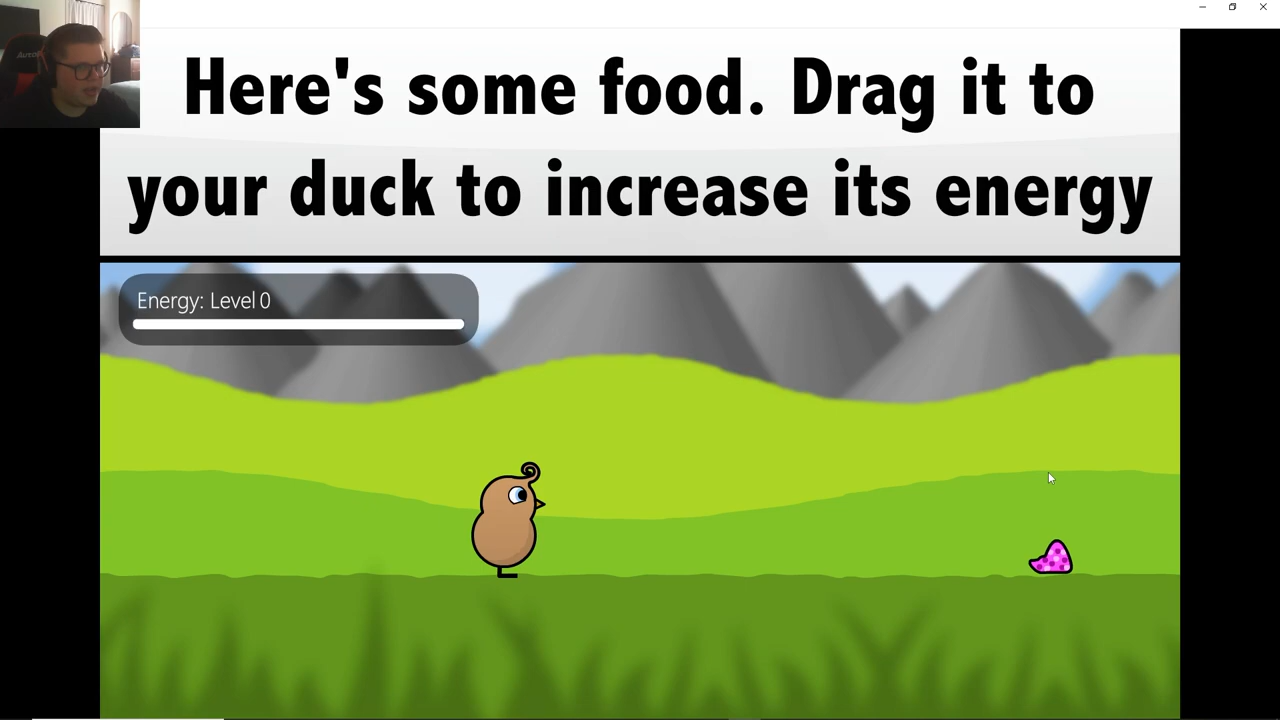 Here's some food. Drag it to
your duck to increase its energy
Energy: Level 0